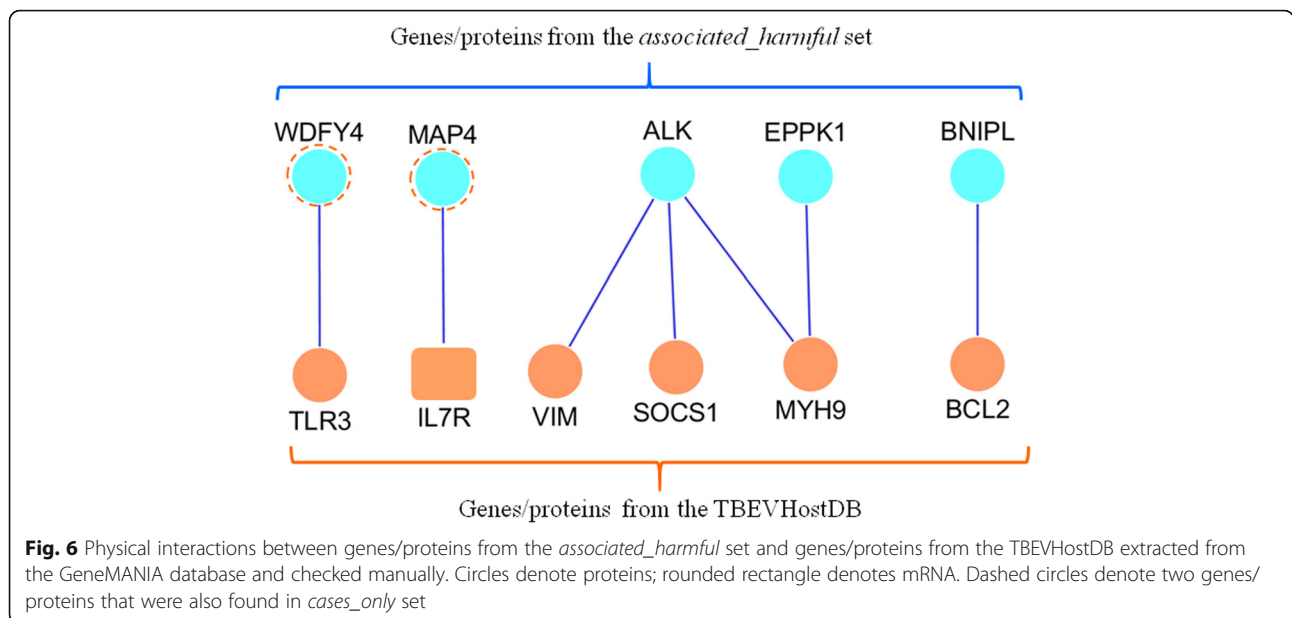 Genes/proteins from the associated_harmful set
WDFY4 MAP4 ALK EPPK1 BNIPL
TLR3 IL7R VIM SOCS1 MYH9 BCL2
Genes/proteins from the TBEVHostDB
Fig. 6 Physical interactions between genes/proteins from the associated_harmful set and genes/proteins from the TBEVHostDB extracted from
the GeneMANIA database and checked manually. Circles denote proteins; rounded rectangle denotes mRNA. Dashed circles denote two genes/
proteins that were also found in cases_only set